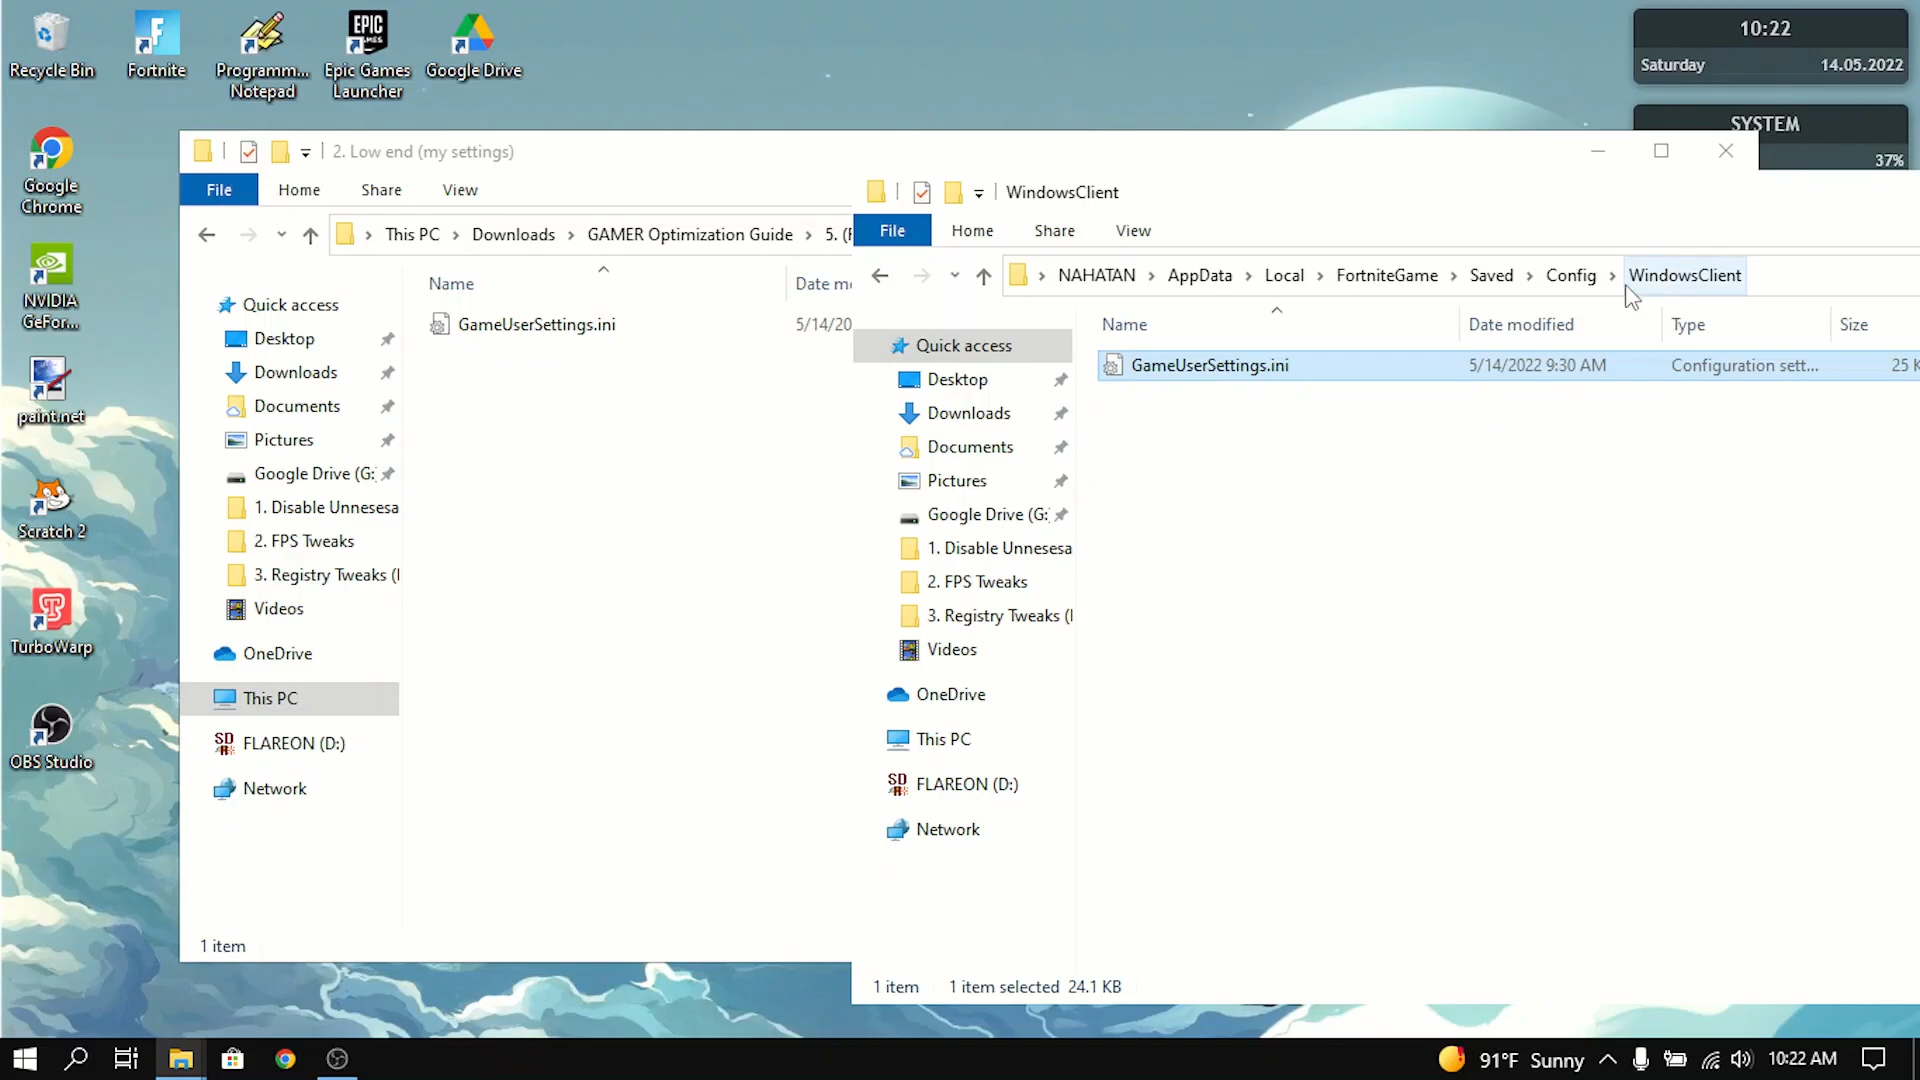 Recycle Bin
Fortnite
Programm...
Notepad
EPIC
GAMES
Epic Games
Launcher
Google Drive
Google
Chrome
NVIDIA
GeFor...
paint.net
Scratch 2
TurboWarp
OBS Studio
10:22
Saturday 14.05.2022
SYSTEM
37%
2. Low end (my settings)
File Home Share View
This PC Downloads GAMER Optimization Guide
Name Date m
GameUserSettings.ini 5/14/20
Quick access
Desktop
Downloads
Documents
Pictures
Google Drive (G:
1. Disable Unnesesa
2. FPS Tweaks
3. Registry Tweaks (
Videos
OneDrive
This PC
FLAREON (D:)
Network
1 item
WindowsClient
File Home Share View
NAHATAN AppData Local FortniteGame Saved Config WindowsClient
Name Date modified Type Size
GameUserSettings.ini 5/14/2022 9:30 AM Configuration sett... 25 K
Quick access
Desktop
Downloads
Documents
Pictures
Google Drive (G:
1. Disable Unnesesa
2. FPS Tweaks
3. Registry Tweaks (
Videos
OneDrive
This PC
FLAREON (D:)
Network
1 item 1 item selected 24.1 KB
91°F Sunny 10:22 AM